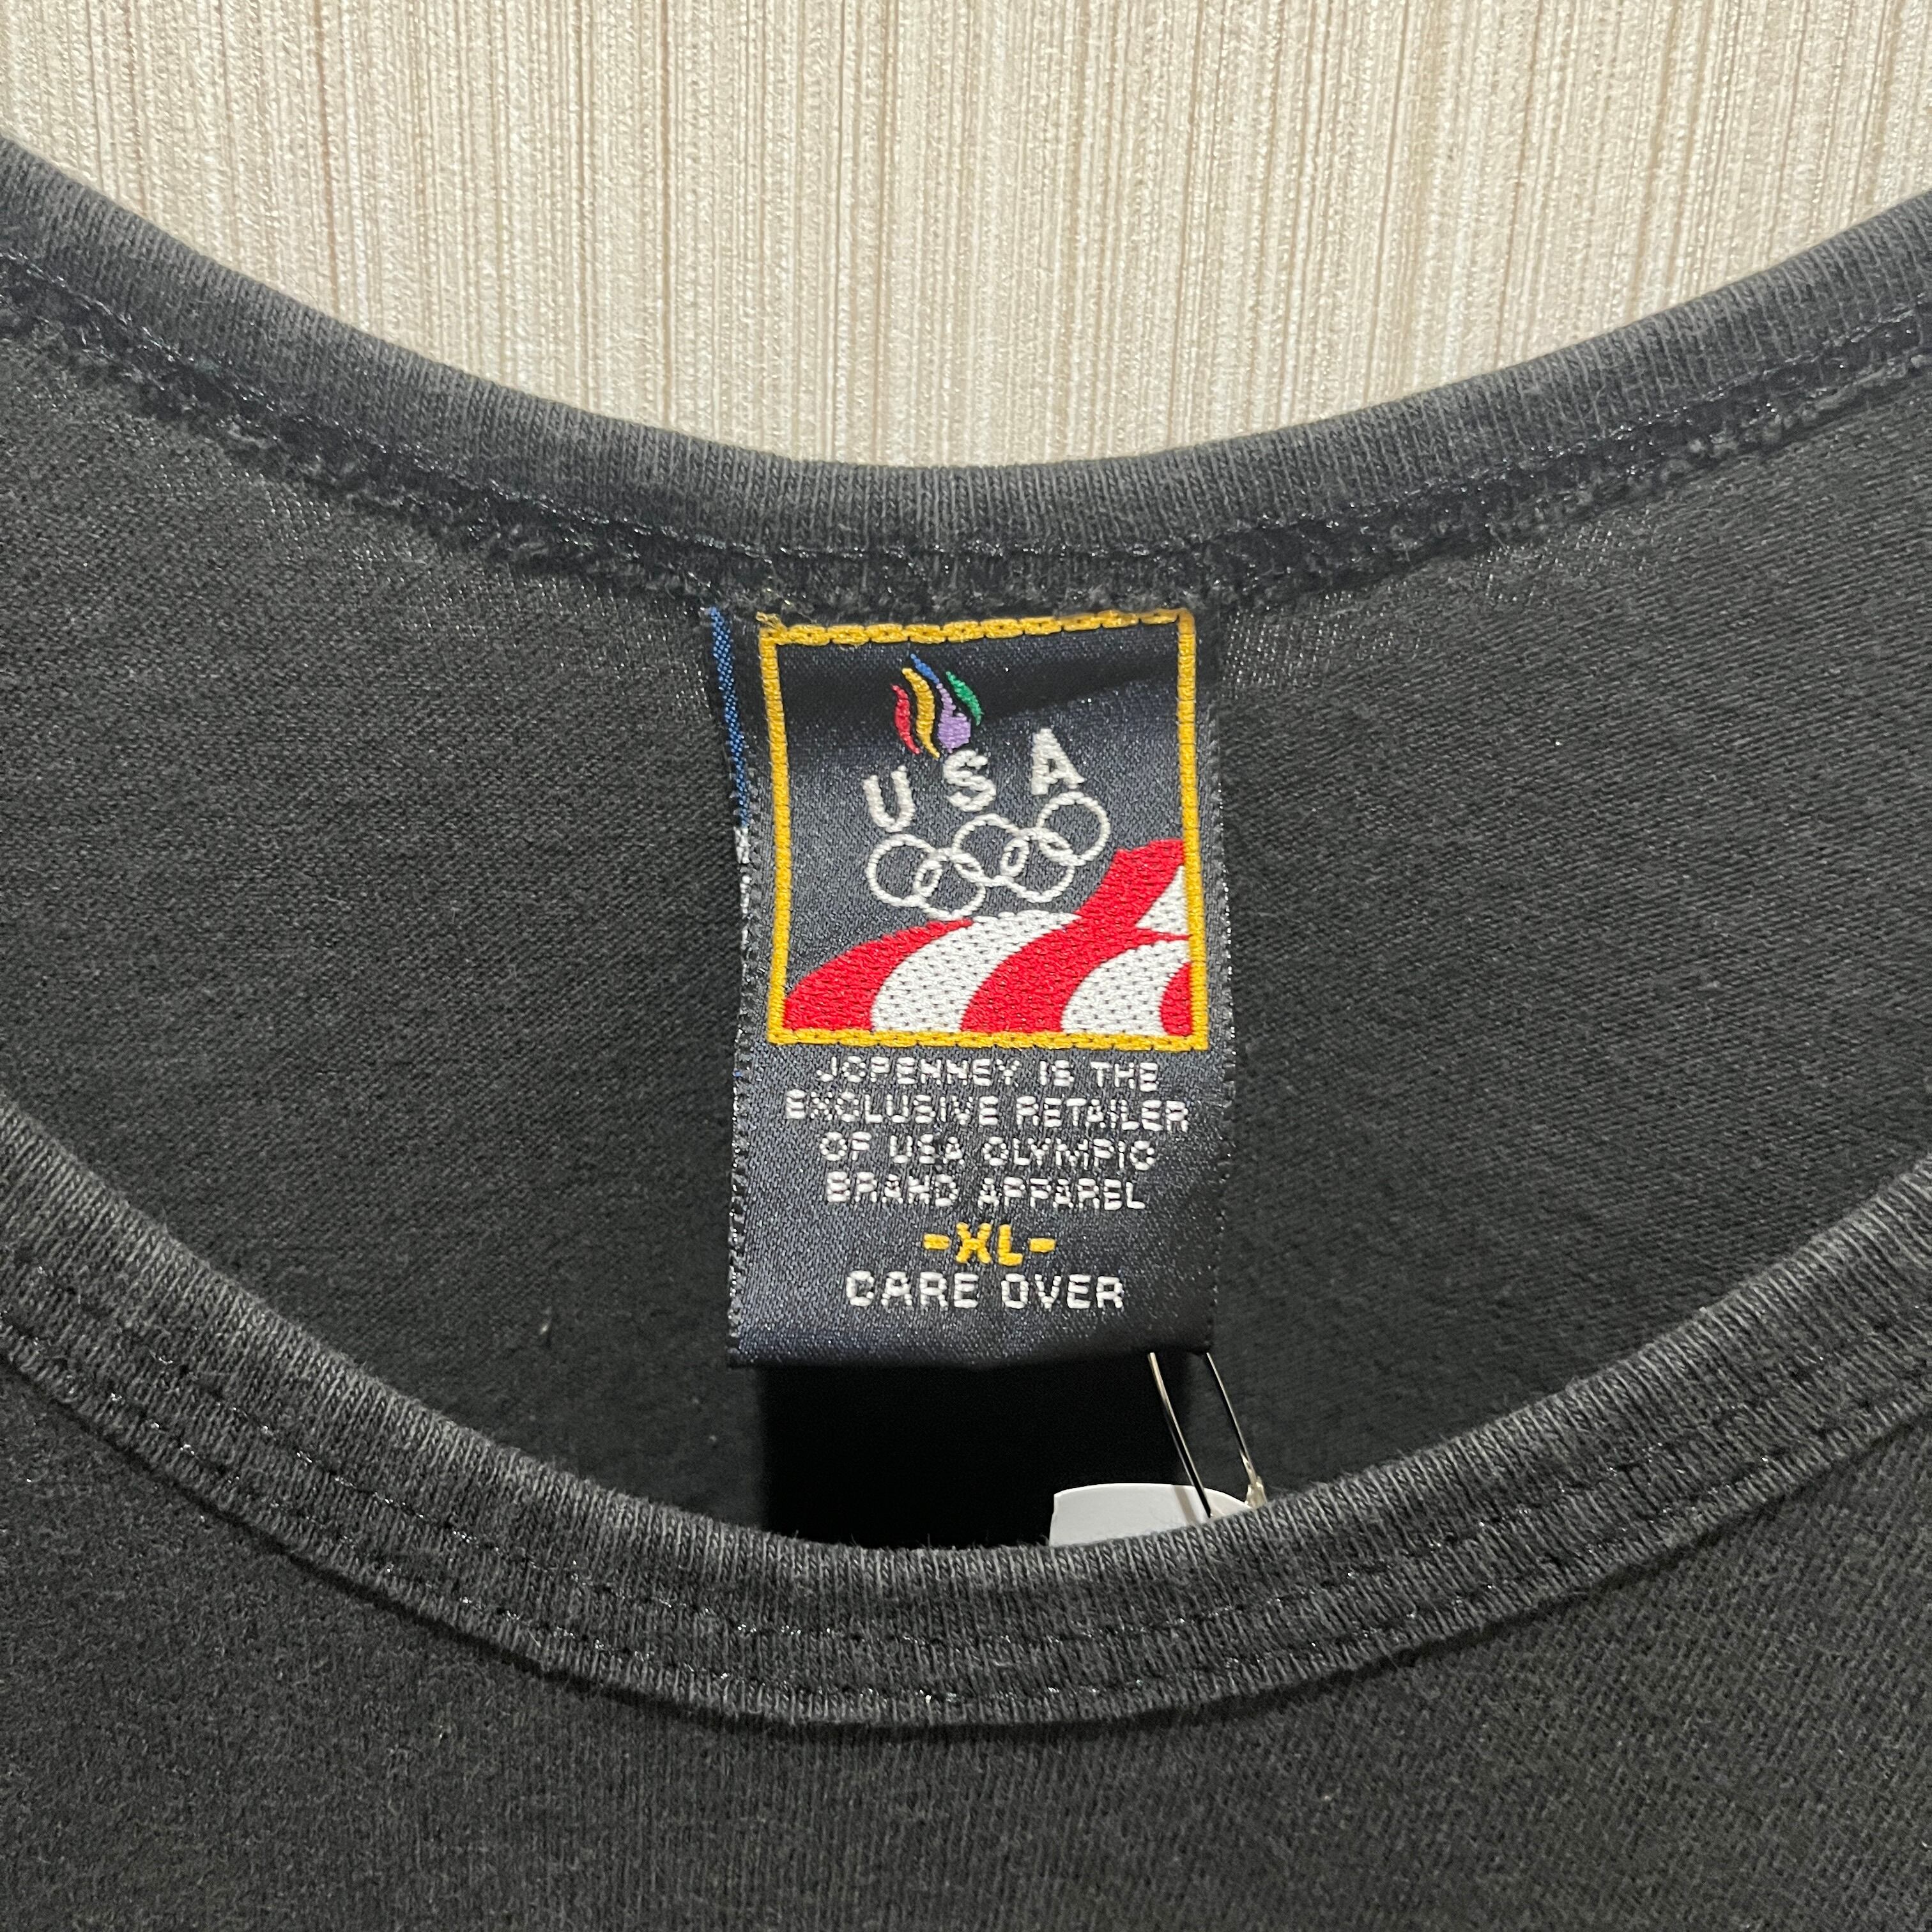 USA
JCPENNEY IS THE
EXCLUSIVE RETAILER
OF USA OLYMPIC
BRAND APPAREL
-XL-
CARE OVER